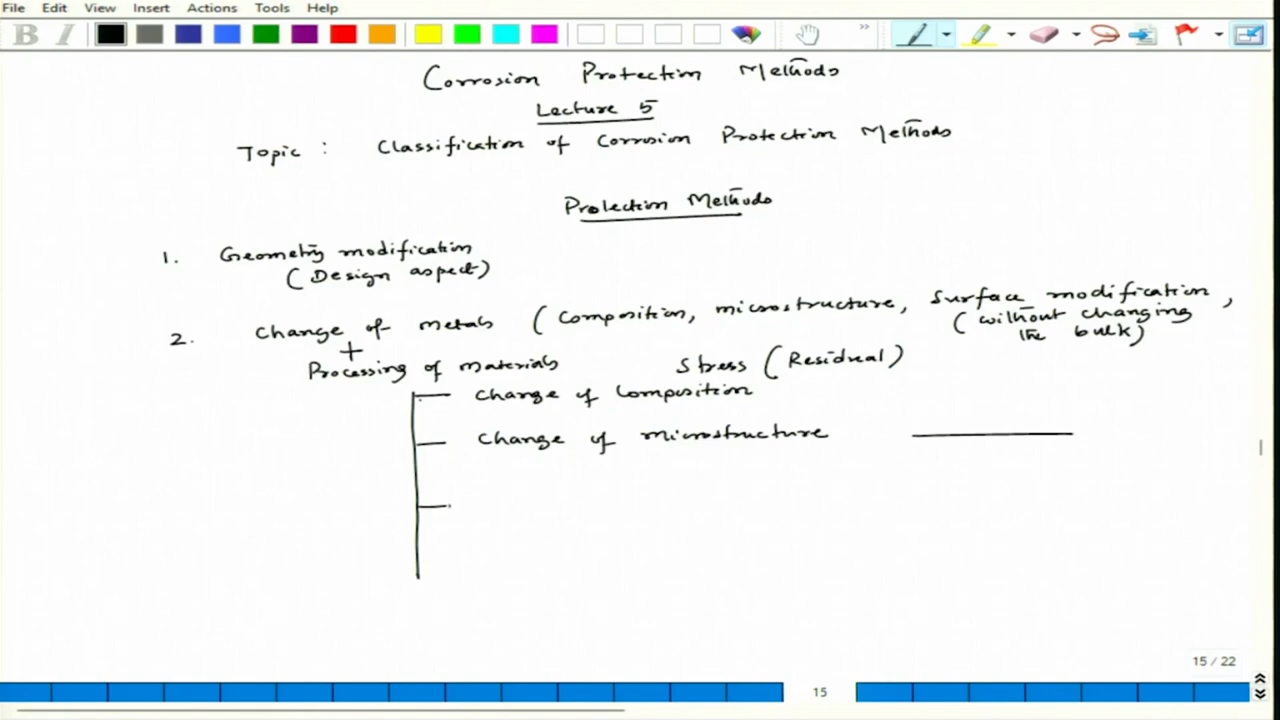 File Edit View Insert Actions Tools Help
B I
Corrosion Protection Methods
Lecture 5
Topic : Classification of Corrosion Protection Methods
Protection Methods
1. Geometry modification
(Design aspect)
2. Change of metals (Composition, microstructure, surface modification,
(without changing
the bulk)
+
Processing of materials Stress (Residual)
Change of composition
Change of microstructure
15 / 22
15